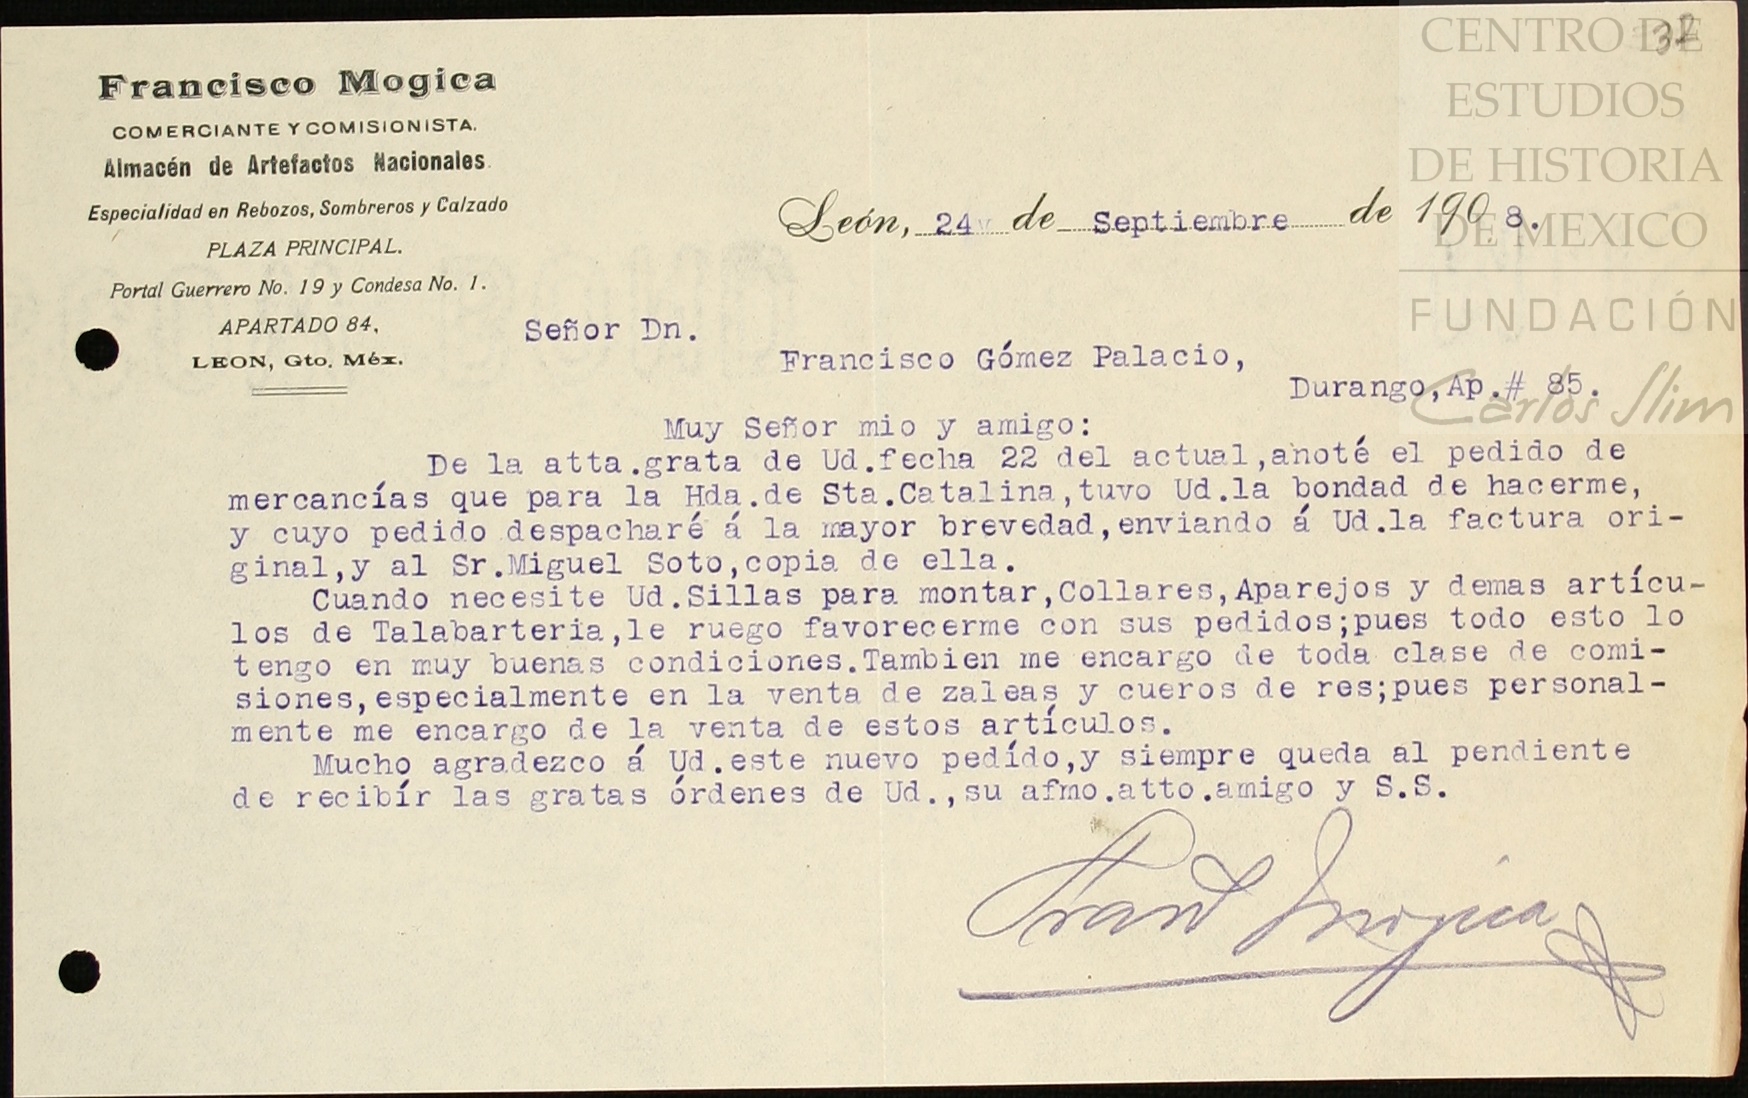 Francisco Mogica
COMERCIANTE Y COMISIONISTA.
Almacén de Artefactos Nacionales.
Especialidad en Rebozos, Sombreros y Calzado
PLAZA PRINCIPAL.
Portal Guerrero No. 19 y Condesa No. 1.
APARTADO 84.
LEON, Gto. Méx.
CENTRO DE
ESTUDIOS
DE HISTORIA
DE MEXICO
FUNDACIÓN
Carlos Slim
León, 24 de Septiembre de 1908.
Señor Dn.
Francisco Gómez Palacio,
Durango,Ap.# 85.
Muy Señor mio y amigo:
De la atta.grata de Ud.fecha 22 del actual,anoté el pedido de
mercancías que para la Hda.de Sta.Catalina,tuvo Ud.la bondad de hacerme,
y cuyo pedido despacharé á la mayor brevedad,enviando á Ud.la factura ori-
ginal,y al Sr.Miguel Soto,copia de ella.
Cuando necesite Ud.Sillas para montar,Collares,Aparejos y demas artícu-
los de Talabarteria,le ruego favorecerme con sus pedidos;pues todo esto lo
tengo en muy buenas condiciones.Tambien me encargo de toda clase de comi-
siones,especialmente en la venta de zaleas y cueros de res;pues personal-
mente me encargo de la venta de estos artículos.
Mucho agradezco á Ud.este nuevo pedído,y siempre queda al pendiente
de recibír las gratas órdenes de Ud.,su afmo.atto.amigo y S.S.
Mogica